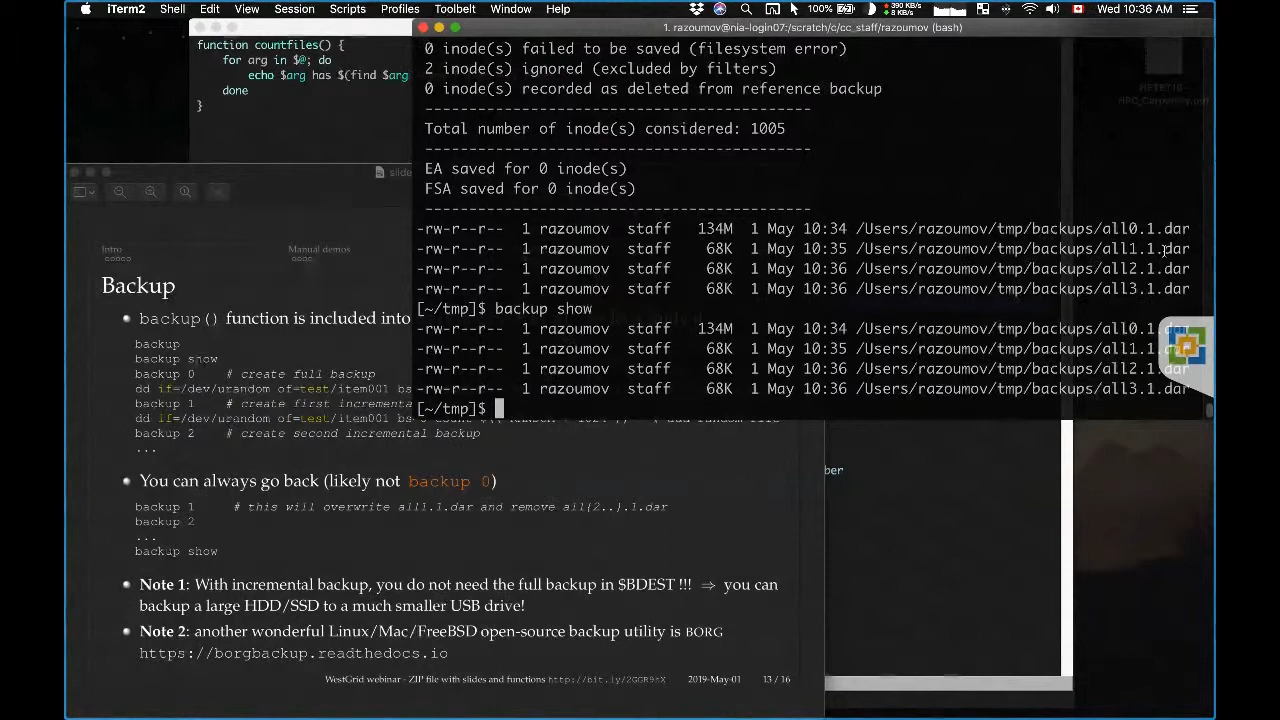 iTerm2 Shell Edit View Session Scripts Profiles Toolbelt Window Help 100% 390 KB/s 8 KB/s Wed 10:36 AM
1. razoumov@nia-login07:/scratch/c/cc_staff/razoumov (bash)
function countfiles() {
for arg in $@; do
echo $arg has $(find $arg
done
}
0 inode(s) failed to be saved (filesystem error)
2 inode(s) ignored (excluded by filters)
0 inode(s) recorded as deleted from reference backup
--------------------------------------------
Total number of inode(s) considered: 1005
--------------------------------------------
EA saved for 0 inode(s)
FSA saved for 0 inode(s)
--------------------------------------------
-rw-r--r-- 1 razoumov staff 134M 1 May 10:34 /Users/razoumov/tmp/backups/all0.1.dar
-rw-r--r-- 1 razoumov staff 68K 1 May 10:35 /Users/razoumov/tmp/backups/all1.1.dar
-rw-r--r-- 1 razoumov staff 68K 1 May 10:36 /Users/razoumov/tmp/backups/all2.1.dar
-rw-r--r-- 1 razoumov staff 68K 1 May 10:36 /Users/razoumov/tmp/backups/all3.1.dar
[~/tmp]$ backup show
-rw-r--r-- 1 razoumov staff 134M 1 May 10:34 /Users/razoumov/tmp/backups/all0.1.dar
-rw-r--r-- 1 razoumov staff 68K 1 May 10:35 /Users/razoumov/tmp/backups/all1.1.dar
-rw-r--r-- 1 razoumov staff 68K 1 May 10:36 /Users/razoumov/tmp/backups/all2.1.dar
-rw-r--r-- 1 razoumov staff 68K 1 May 10:36 /Users/razoumov/tmp/backups/all3.1.dar
[~/tmp]$
slide
Intro Manual demos
Backup
backup() function is included into
backup
backup show
backup 0 # create full backup
dd if=/dev/urandom of=test/item001 bs
backup 1 # create first incrementa
dd if=/dev/urandom of=test/item001 bs
backup 2 # create second incremental backup
...
You can always go back (likely not backup 0)
backup 1 # this will overwrite all1.1.dar and remove all{2..}.1.dar
backup 2
...
backup show
Note 1: With incremental backup, you do not need the full backup in $BDEST !!! ⇒ you can
backup a large HDD/SSD to a much smaller USB drive!
Note 2: another wonderful Linux/Mac/FreeBSD open-source backup utility is BORG
https://borgbackup.readthedocs.io
WestGrid webinar - ZIP file with slides and functions http://bit.ly/2GGR9hX 2019-May-01 13 / 16
ber